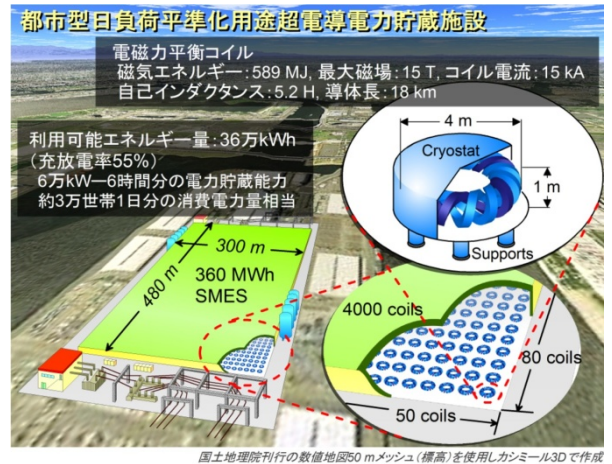 都市型日負荷平準化用途超電導電力貯蔵施設
電磁力平衡コイル
磁気エネルギー:589 MJ, 最大磁場:15 T, コイル電流:15 kA
自己インダクタンス:5.2 H, 導体長:18 km
利用可能エネルギー量:36万kWh
(充放電率55%)
6万kW―6時間分の電力貯蔵能力
約3万世帯1日分の消費電力量相当
4 m
Cryostat
1 m
Supports
300 m
480 m
360 MWh
SMES
4000 coils
80 coils
50 coils
国土地理院刊行の数値地図50 mメッシュ(標高)を使用しカシミール3Dで作成